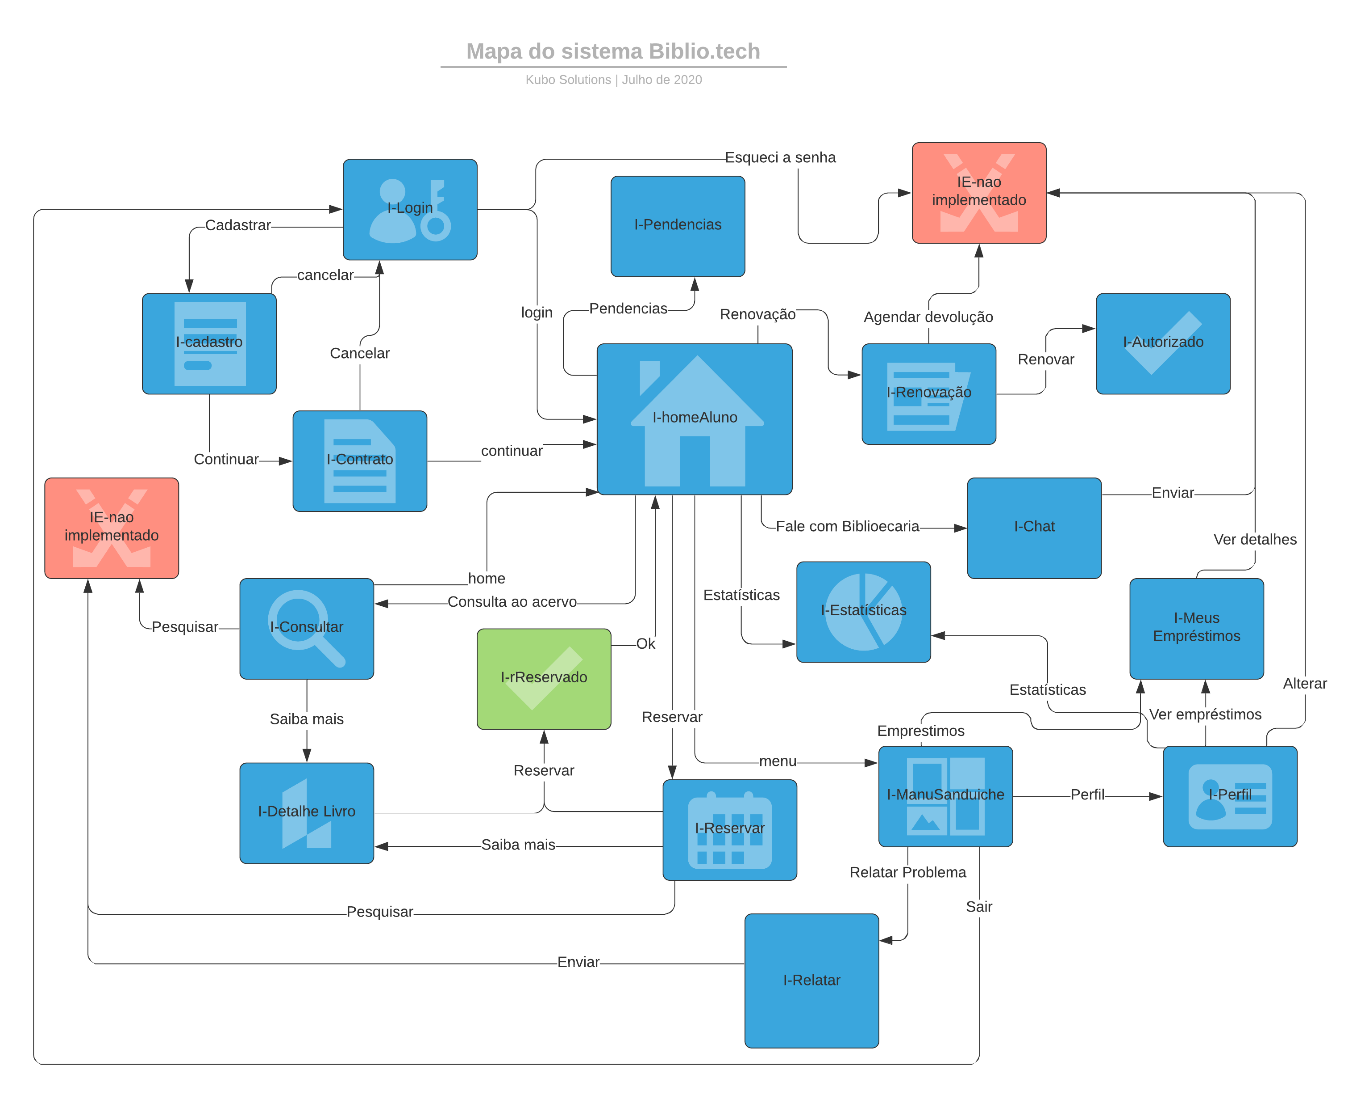 Mapa do sistema Biblio.tech
Kubo Solutions | Julho de 2020
Esqueci a senha
IE-nao
implementado
I-Login
I-Pendencias
Cadastrar
cancelar
login
Pendencias
Renovação
Agendar devolução
I-cadastro
Cancelar
Renovar
I-Autorizado
I-Renovação
I-homeAluno
Continuar
I-Contrato
continuar
IE-nao
implementado
Enviar
Fale com Biblioecaria
I-Chat
Ver detalhes
home
Consulta ao acervo
Estatísticas
I-Estatísticas
I-Meus
Empréstimos
Pesquisar
I-Consultar
Ok
I-rReservado
Estatísticas
Alterar
Saiba mais
Reservar
Ver empréstimos
Emprestimos
menu
Reservar
I-ManuSanduiche
Perfil
I-Perfil
I-Detalhe Livro
I-Reservar
Saiba mais
Relatar Problema
Sair
Pesquisar
Enviar
I-Relatar